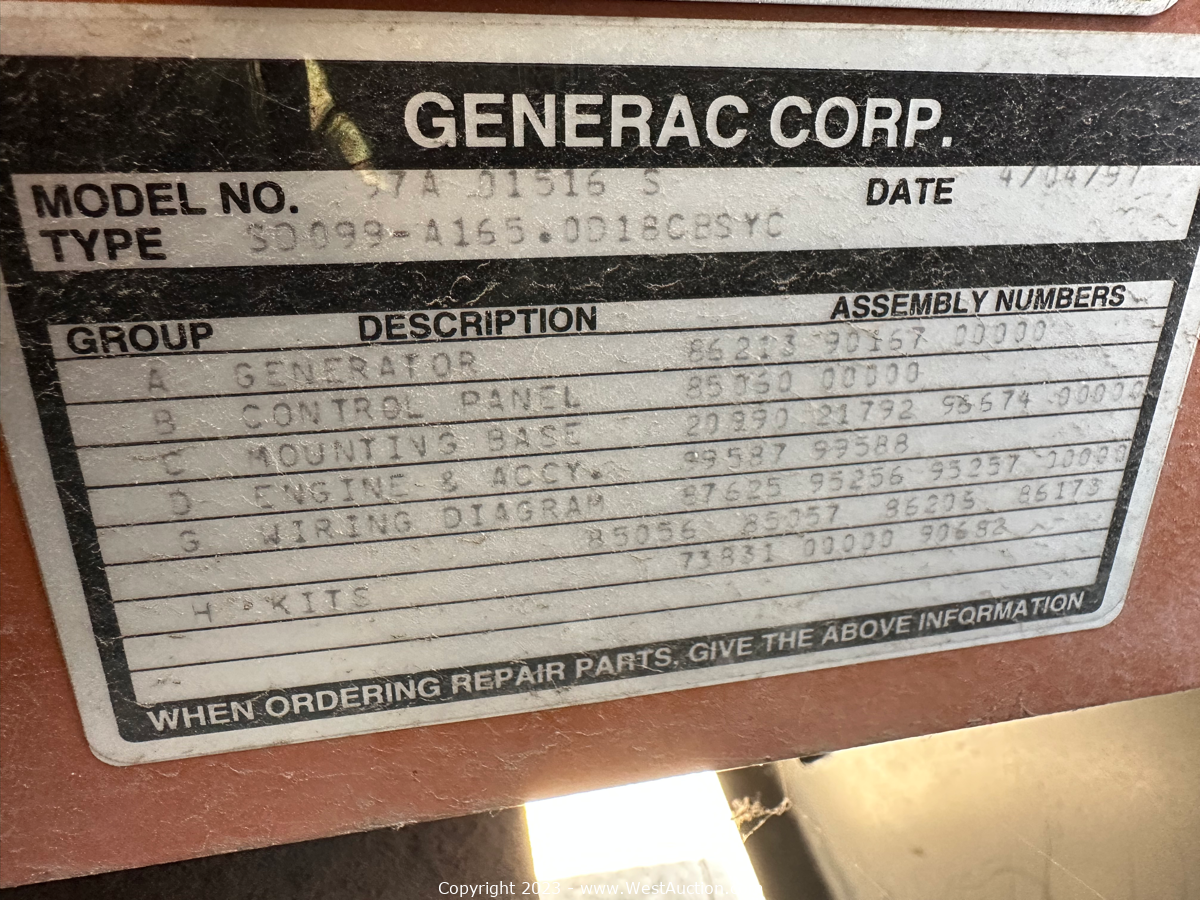 GENERAC CORP.
MODEL NO. 97A 01516 S DATE 4/04/97
TYPE SD099-A165.0D18CBSYC
GROUP DESCRIPTION ASSEMBLY NUMBERS
A GENERATOR 86213 90167 00000
B CONTROL PANEL 85060 00000
C MOUNTING BASE 20990 21792 00000
D ENGINE & ACCY. 99587 99588
G WIRING DIAGRAM 87625 95256 95257 00000
85056 85057 86205 86173
H KITS 73831 00000 90682
WHEN ORDERING REPAIR PARTS, GIVE THE ABOVE INFORMATION
Copyright 2023 - www.WestAuction.com